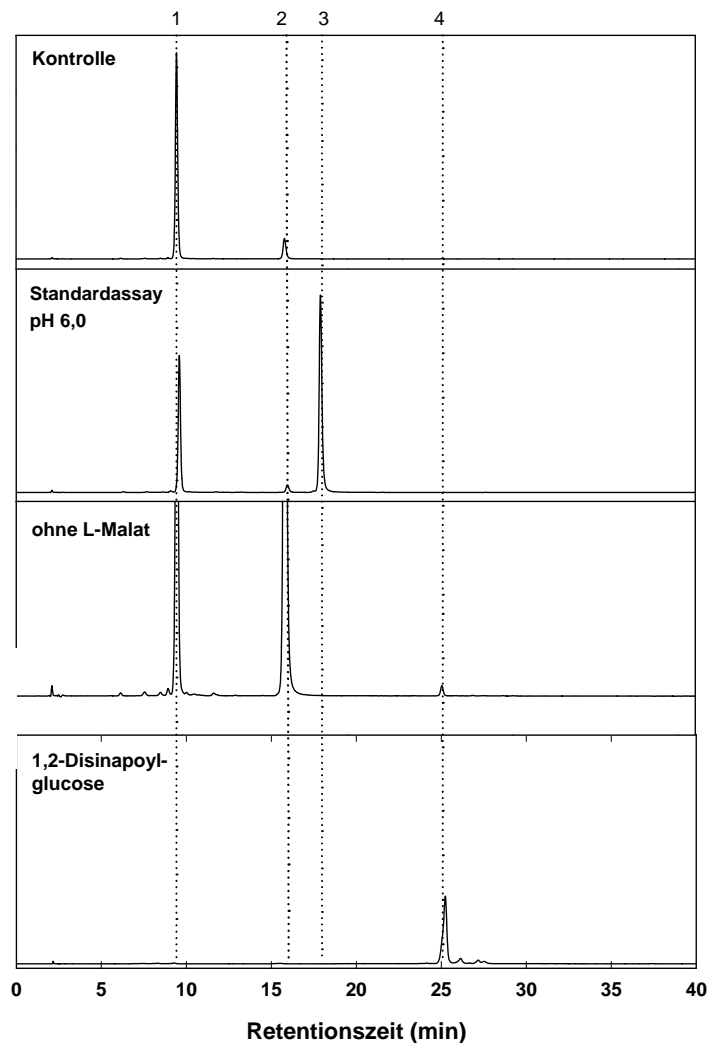 1 2 3 4
Kontrolle
Standardassay
pH 6,0
ohne L-Malat
1,2-Disinapoyl-
glucose
0 5 10 15 20 25 30 35 40
Retentionszeit (min)